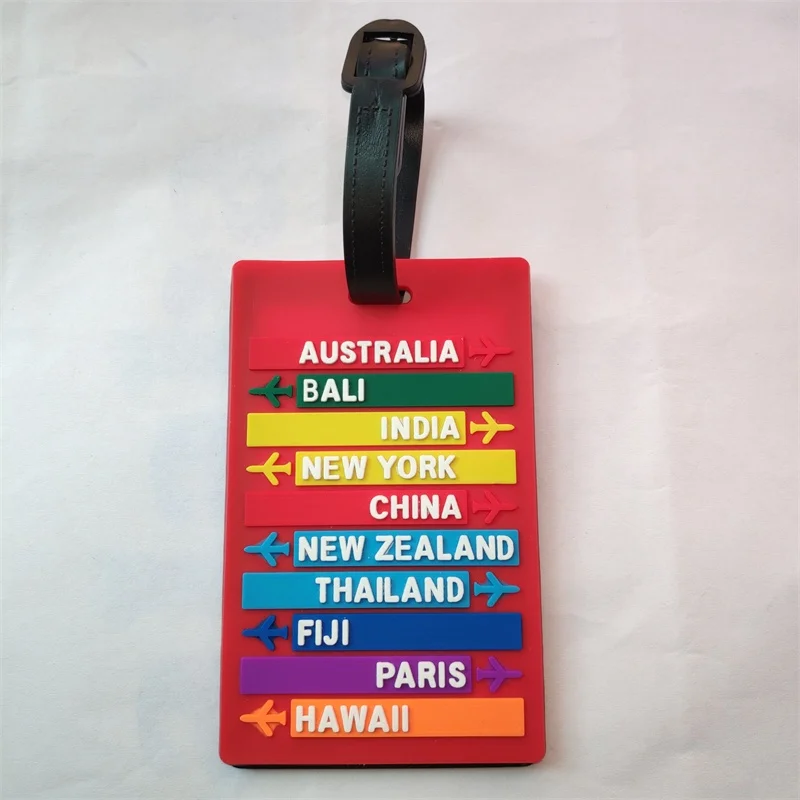 AUSTRALIA
BALI
INDIA
NEW YORK
CHINA
NEW ZEALAND
THAILAND
FIJI
PARIS
HAWAII